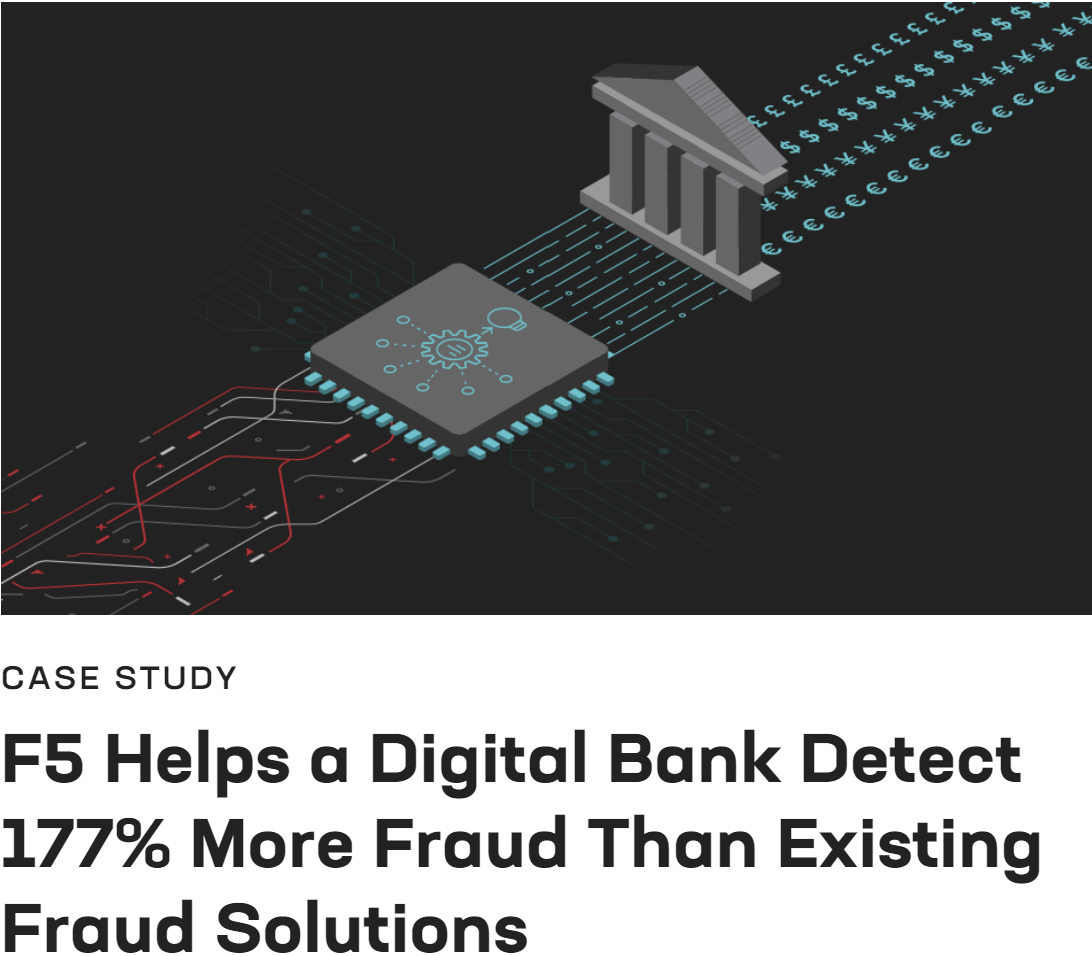 CASE STUDY
F5 Helps a Digital Bank Detect
177% More Fraud Than Existing
Fraud Solutions